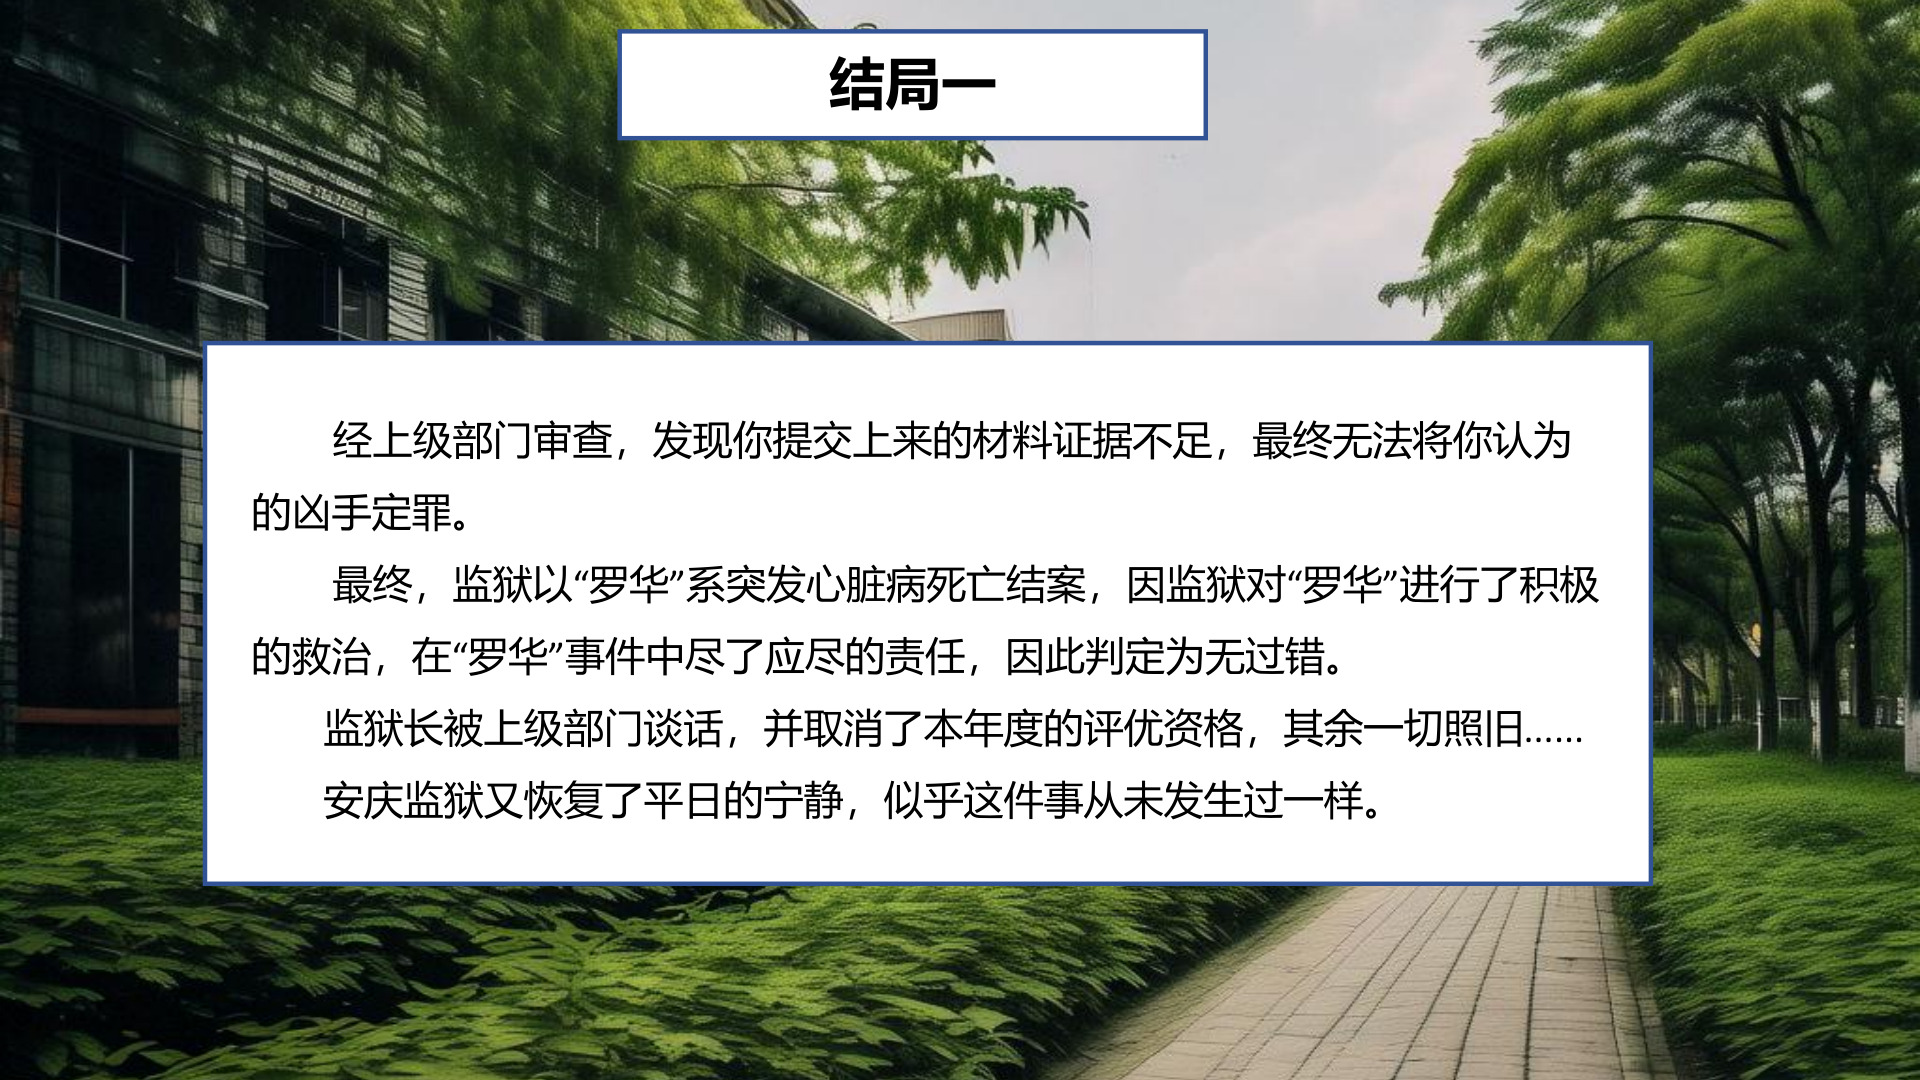 结局一
经上级部门审查，发现你提交上来的材料证据不足，最终无法将你认为
的凶手定罪。
最终，监狱以“罗华”系突发心脏病死亡结案，因监狱对“罗华”进行了积极
的救治，在“罗华”事件中尽了应尽的责任，因此判定为无过错。
监狱长被上级部门谈话，并取消了本年度的评优资格，其余一切照旧……
安庆监狱又恢复了平日的宁静，似乎这件事从未发生过一样。